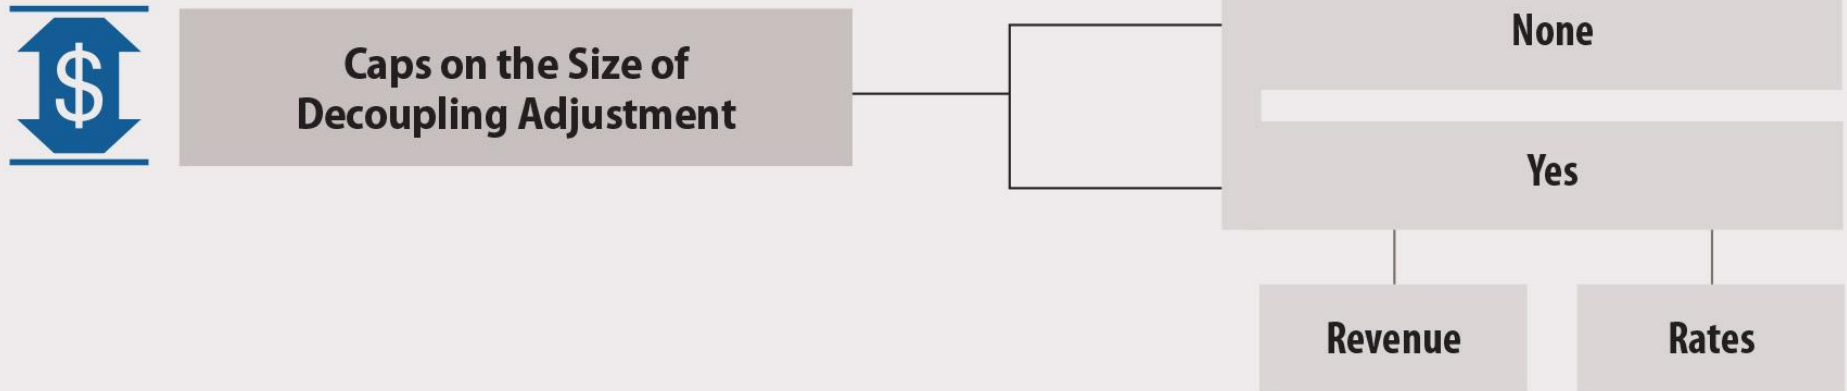 $
Caps on the Size of
Decoupling Adjustment
None
Yes
Revenue
Rates